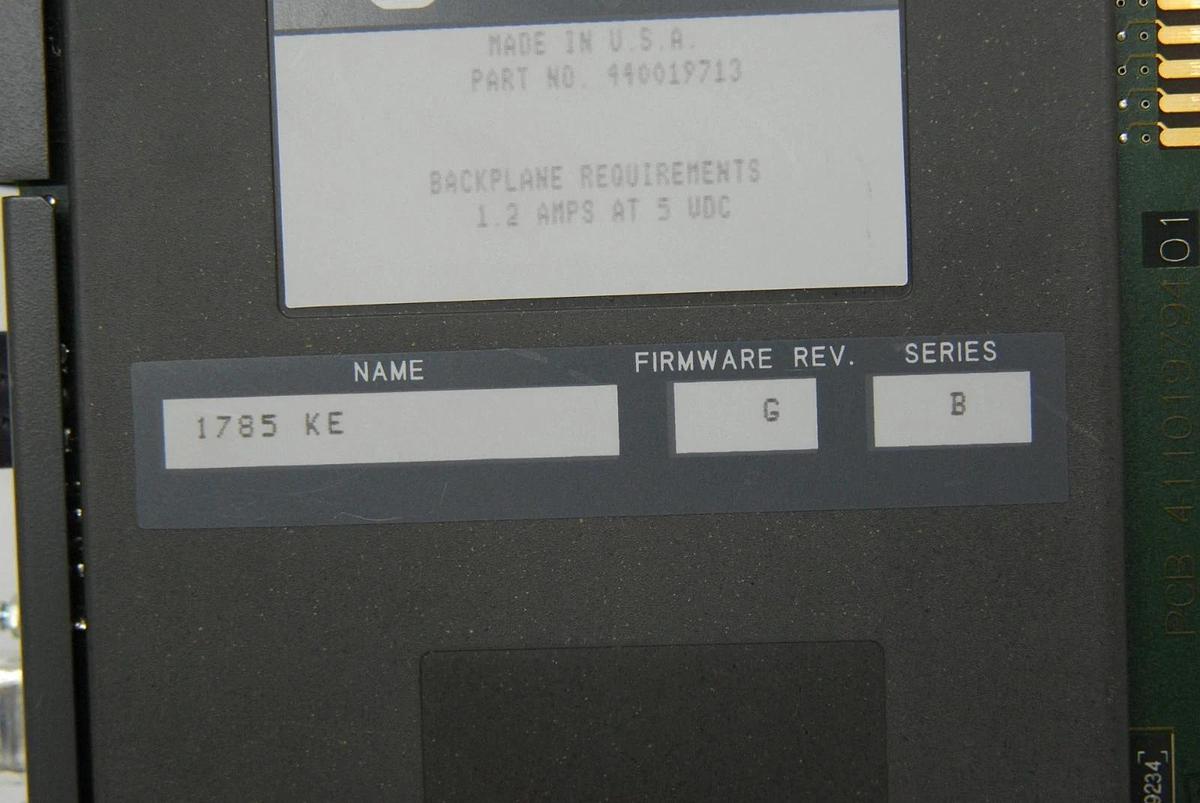 MADE IN U.S.A.
PART NO. 440019713
BACKPLANE REQUIREMENTS
1.2 AMPS AT 5 VDC
NAME
FIRMWARE REV.
SERIES
1785 KE
G
B
PCB 411019794 01
9234